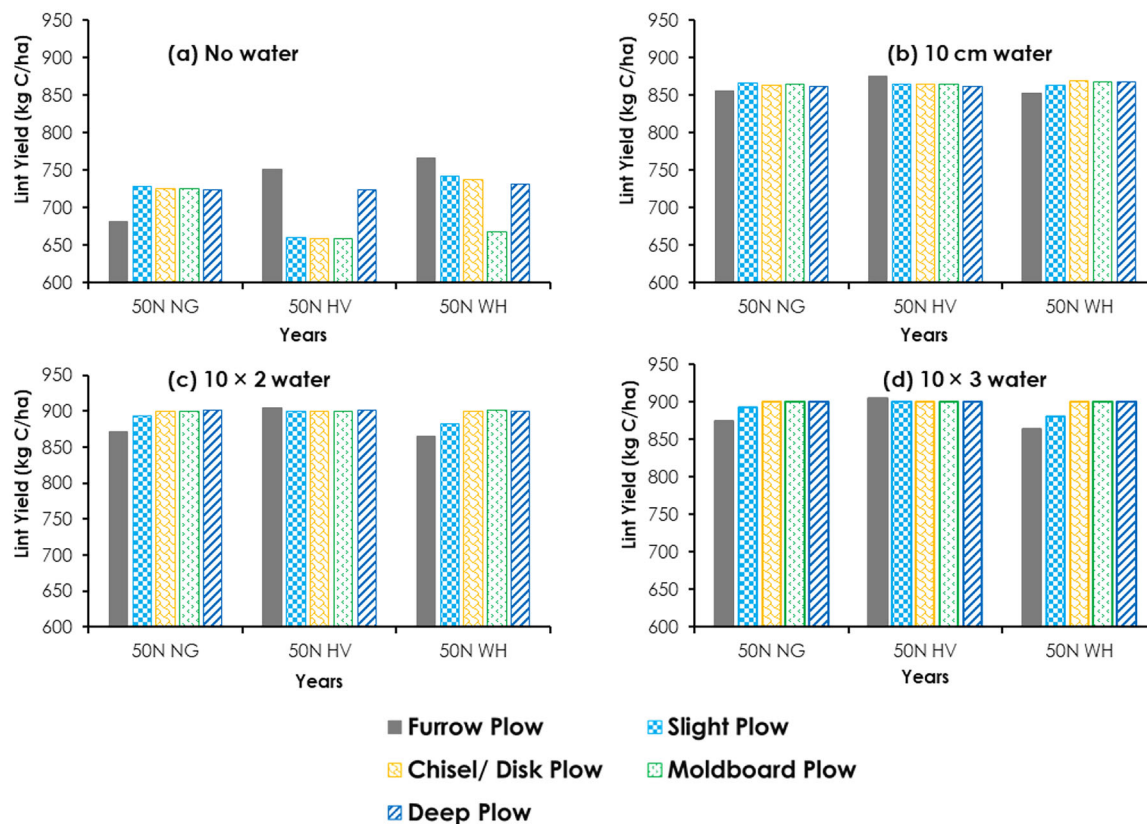 (a) No water
Lint Yield (kg C/ha)
950
900
850
800
750
700
650
600
50N NG 50N HV 50N WH
Years
(b) 10 cm water
Lint Yield (kg C/ha)
950
900
850
800
750
700
650
600
50N NG 50N HV 50N WH
Years
(c) 10 × 2 water
Lint Yield (kg C/ha)
950
900
850
800
750
700
650
600
50N NG 50N HV 50N WH
Years
(d) 10 × 3 water
Lint Yield (kg C/ha)
950
900
850
800
750
700
650
600
50N NG 50N HV 50N WH
Years
Furrow Plow Slight Plow
Chisel/ Disk Plow Moldboard Plow
Deep Plow